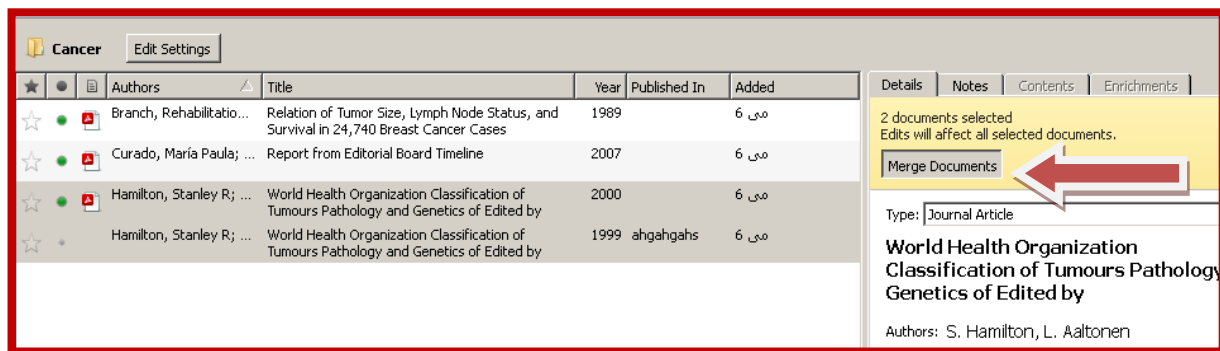 Cancer Edit Settings
Authors Title Year Published In Added
Branch, Rehabilitatio... Relation of Tumor Size, Lymph Node Status, and 1989 می 6
Survival in 24,740 Breast Cancer Cases
Curado, María Paula; ... Report from Editorial Board Timeline 2007 می 6
Hamilton, Stanley R; ... World Health Organization Classification of 2000 می 6
Tumours Pathology and Genetics of Edited by
Hamilton, Stanley R; ... World Health Organization Classification of 1999 ahgahgahs می 6
Tumours Pathology and Genetics of Edited by
Details Notes Contents Enrichments
2 documents selected
Edits will affect all selected documents.
Merge Documents
Type: Journal Article
World Health Organization
Classification of Tumours Pathology
Genetics of Edited by
Authors: S. Hamilton, L. Aaltonen